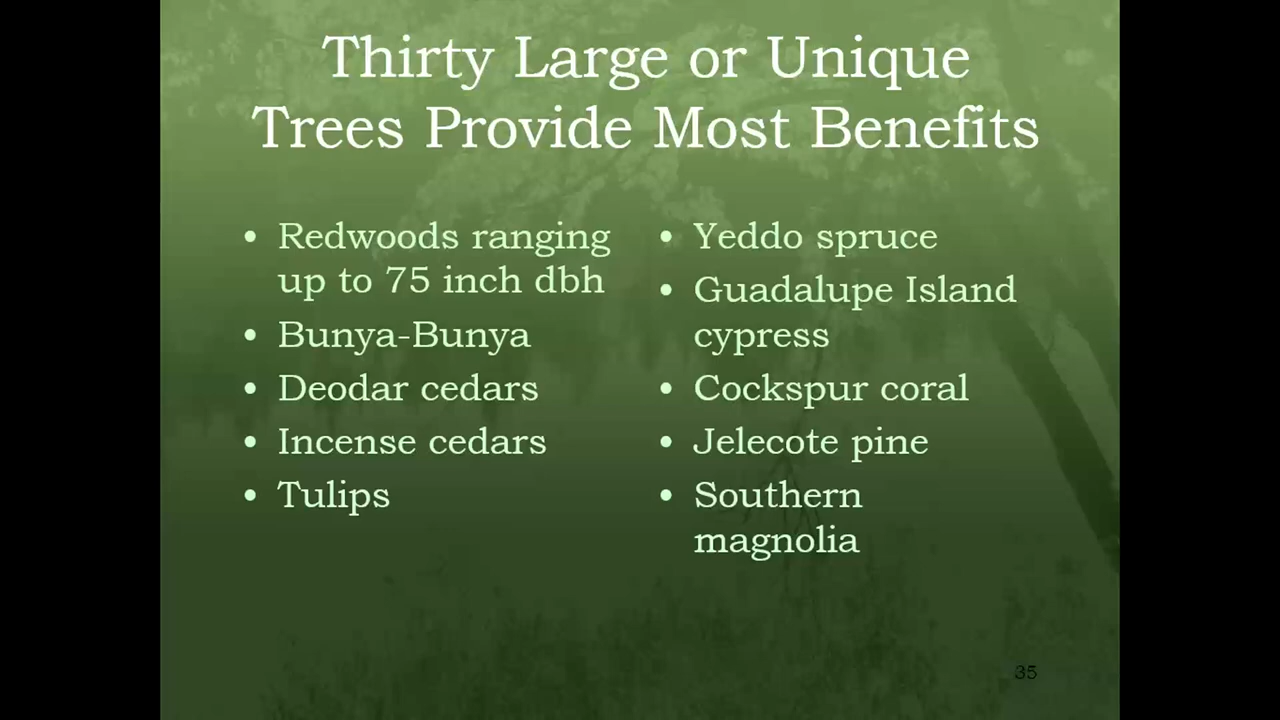 Thirty Large or Unique
Trees Provide Most Benefits
• Redwoods ranging
up to 75 inch dbh
• Bunya-Bunya
• Deodar cedars
• Incense cedars
• Tulips
• Yeddo spruce
• Guadalupe Island
cypress
• Cockspur coral
• Jelecote pine
• Southern
magnolia
35